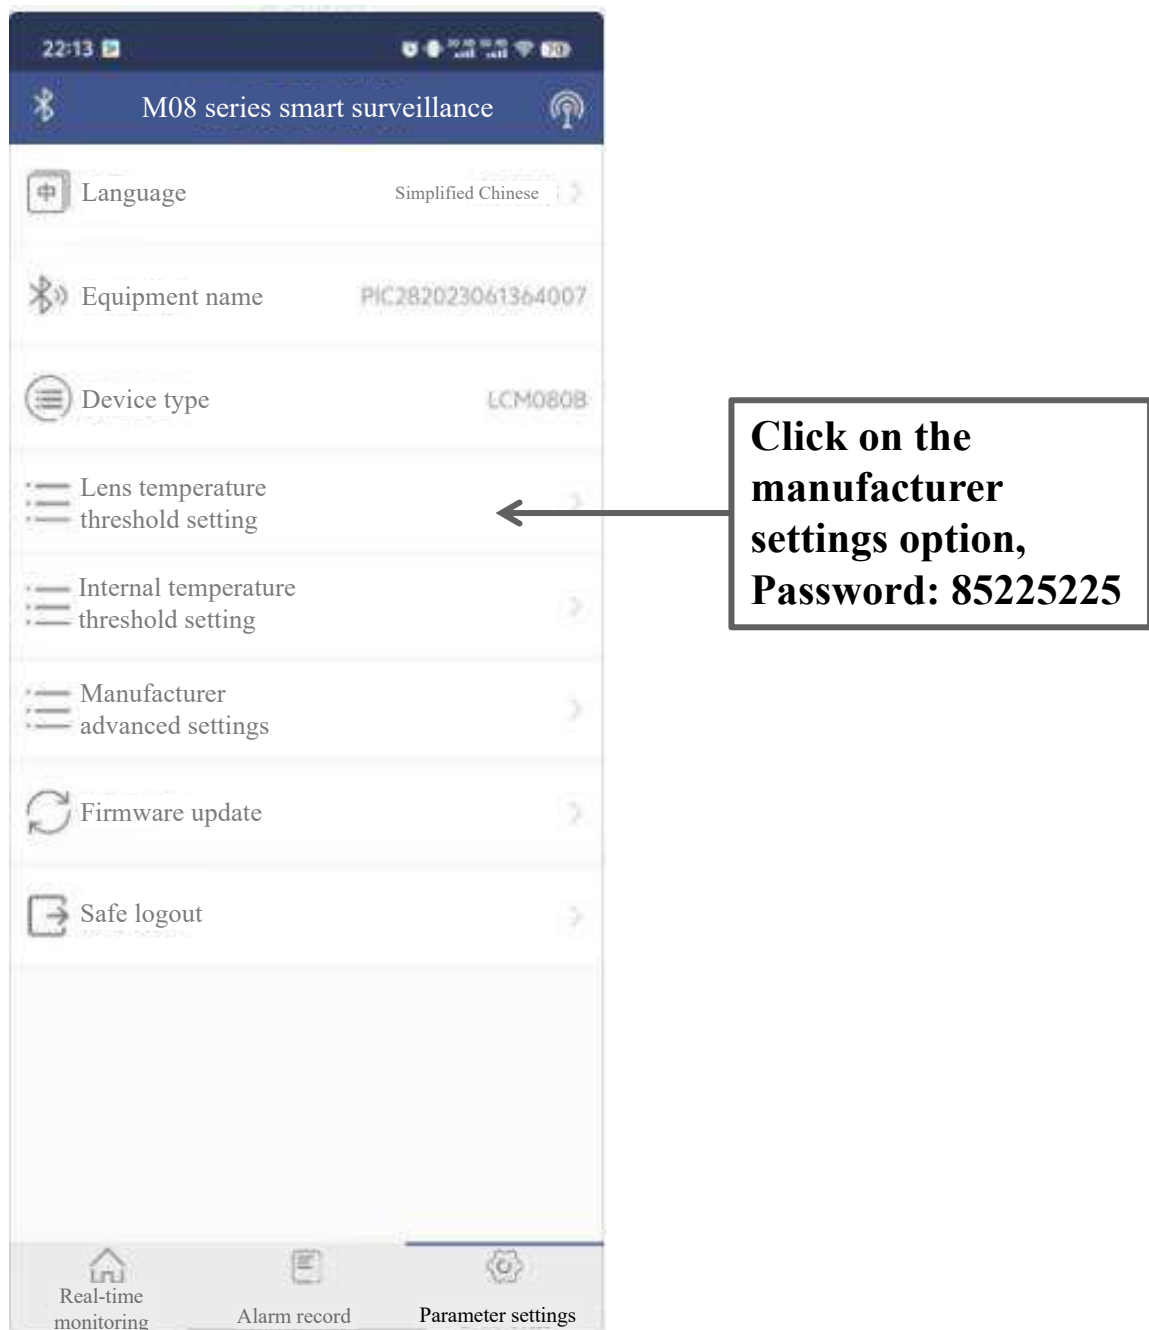 22:13
M08 series smart surveillance
中 Language Simplified Chinese
Equipment name PIC282023061364007
Device type LCM080B
Lens temperature
threshold setting
Internal temperature
threshold setting
Manufacturer
advanced settings
Firmware update
Safe logout
Click on the
manufacturer
settings option,
Password: 85225225
Real-time
monitoring
Alarm record
Parameter settings